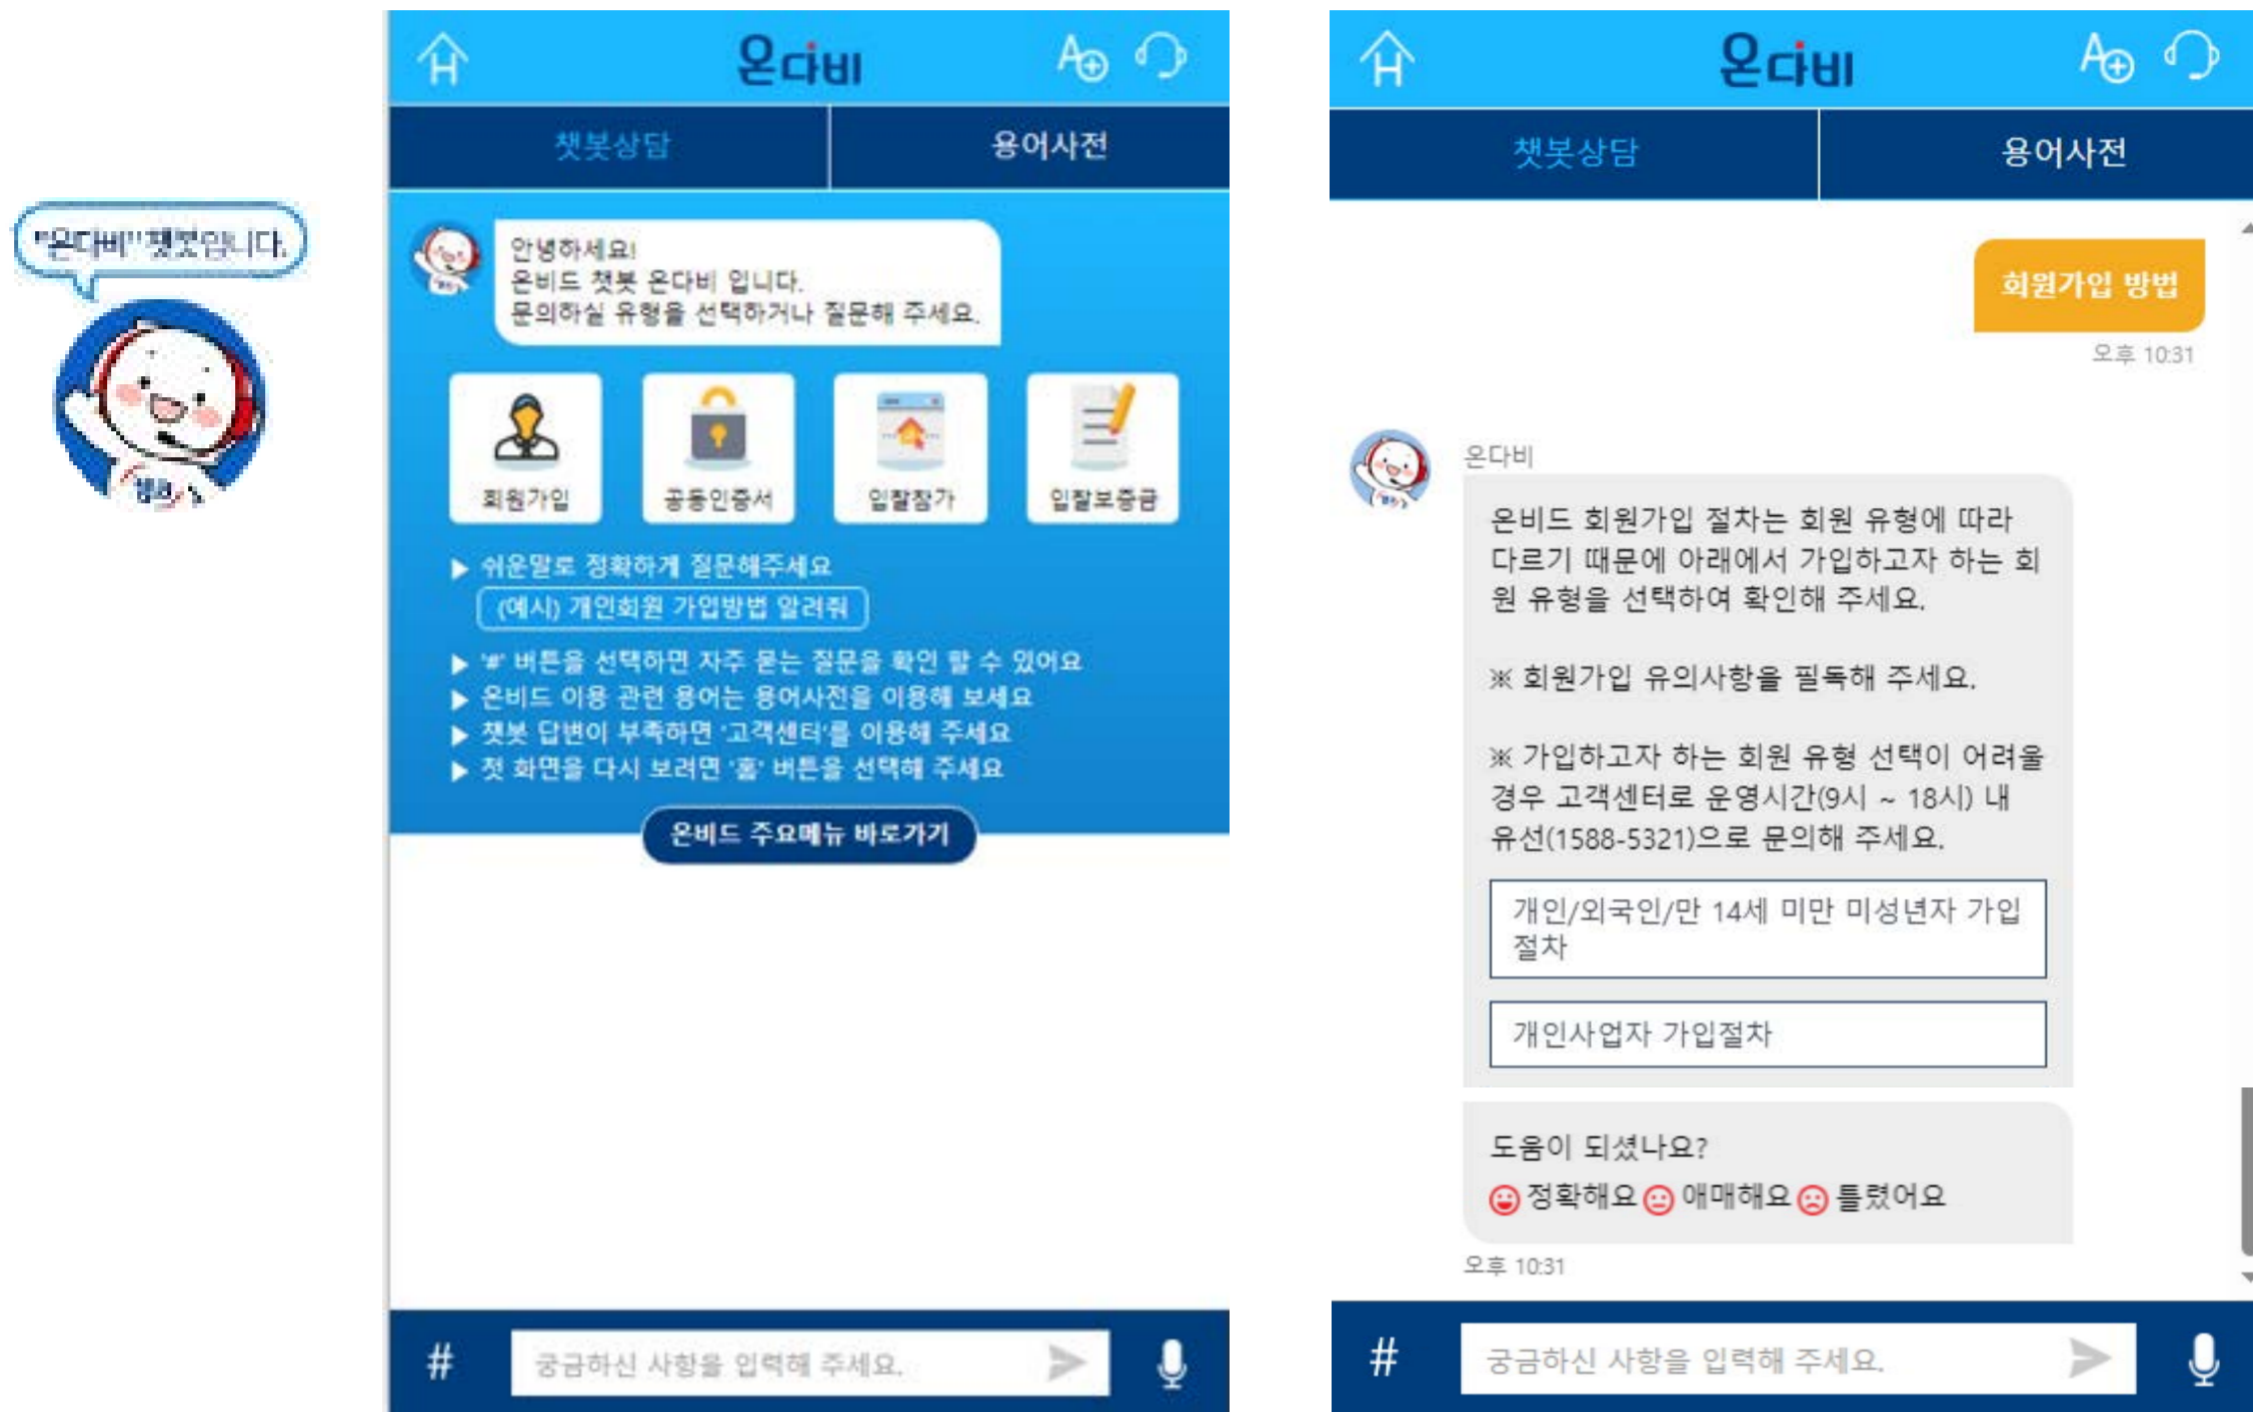 "온다비" 챗봇입니다.
온다비
챗봇상담
용어사전
안녕하세요!
온비드 챗봇 온다비 입니다.
문의하실 유형을 선택하거나 질문해 주세요.
회원가입
공동인증서
입찰참가
입찰보증금
▶ 쉬운말로 정확하게 질문해주세요
(예시) 개인회원 가입방법 알려줘
▶ '#' 버튼을 선택하면 자주 묻는 질문을 확인 할 수 있어요
▶ 온비드 이용 관련 용어는 용어사전을 이용해 보세요
▶ 챗봇 답변이 부족하면 '고객센터'를 이용해 주세요
▶ 첫 화면을 다시 보려면 '홈' 버튼을 선택해 주세요
온비드 주요메뉴 바로가기
# 궁금하신 사항을 입력해 주세요.
온다비
챗봇상담
용어사전
회원가입 방법
오후 10:31
온다비
온비드 회원가입 절차는 회원 유형에 따라
다르기 때문에 아래에서 가입하고자 하는 회
원 유형을 선택하여 확인해 주세요.
※ 회원가입 유의사항을 필독해 주세요.
※ 가입하고자 하는 회원 유형 선택이 어려울
경우 고객센터로 운영시간(9시 ~ 18시) 내
유선(1588-5321)으로 문의해 주세요.
개인/외국인/만 14세 미만 미성년자 가입
절차
개인사업자 가입절차
도움이 되셨나요?
정확해요 애매해요 틀렸어요
오후 10:31
# 궁금하신 사항을 입력해 주세요.